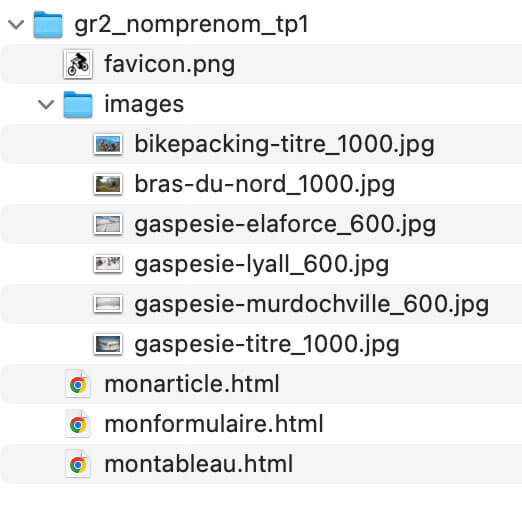 gr2_nomprenom_tp1
favicon.png
images
bikepacking-titre_1000.jpg
bras-du-nord_1000.jpg
gaspesie-elaforce_600.jpg
gaspesie-lyall_600.jpg
gaspesie-murdochville_600.jpg
gaspesie-titre_1000.jpg
monarticle.html
monformulaire.html
montableau.html